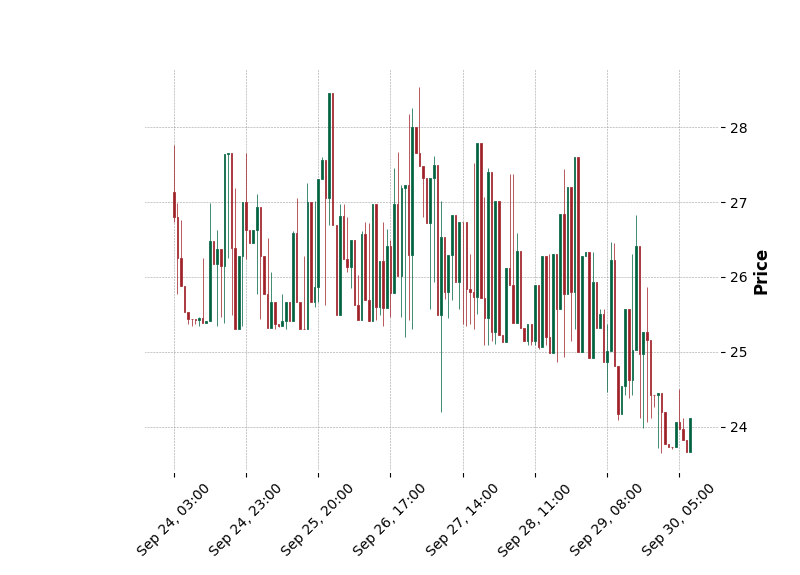 28
27
26
25
24
Price
Sep 24, 03:00
Sep 24, 23:00
Sep 25, 20:00
Sep 26, 17:00
Sep 27, 14:00
Sep 28, 11:00
Sep 29, 08:00
Sep 30, 05:00